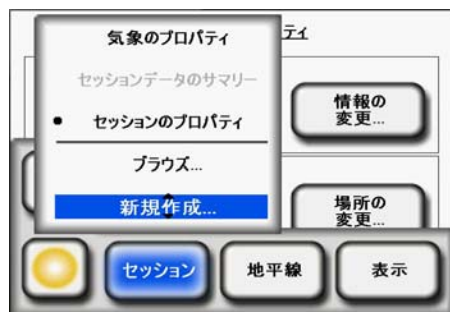 気象のプロパティ
ティ
セッションデータのサマリー
セッションのプロパティ
ブラウズ...
新規作成...
情報の
変更...
場所の
変更...
セッション
地平線
表示